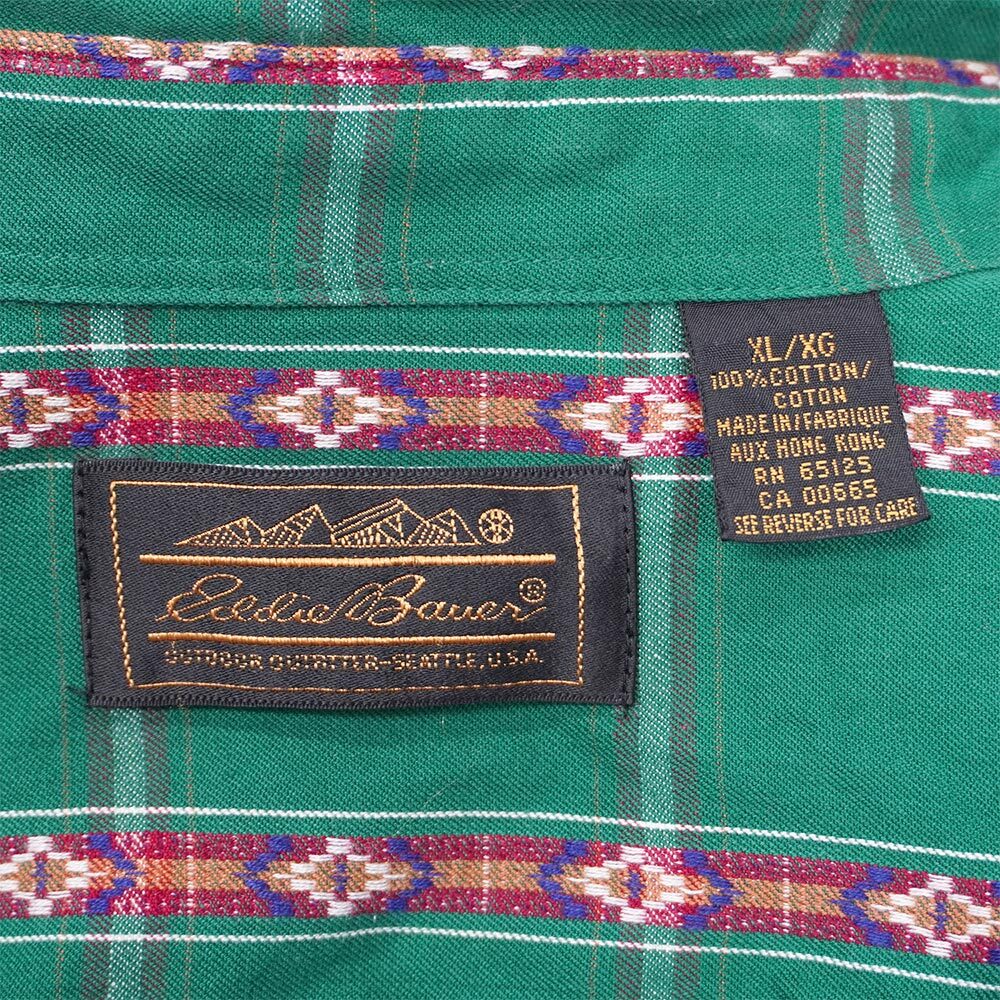 XL/XG
100%COTTON/
COTON
MADE IN/FABRIQUE
AUX HONG KONG
RN 65125
CA 00665
SEE REVERSE FOR CARE
Eddie Bauer®
OUTDOOR OUTFITTER-SEATTLE, U.S.A.